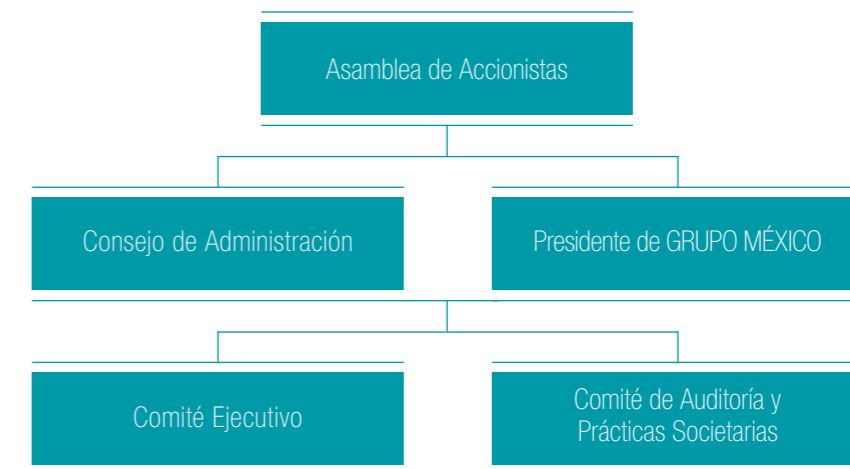 Asamblea de Accionistas
Consejo de Administración
Presidente de GRUPO MÉXICO
Comité Ejecutivo
Comité de Auditoría y
Prácticas Societarias